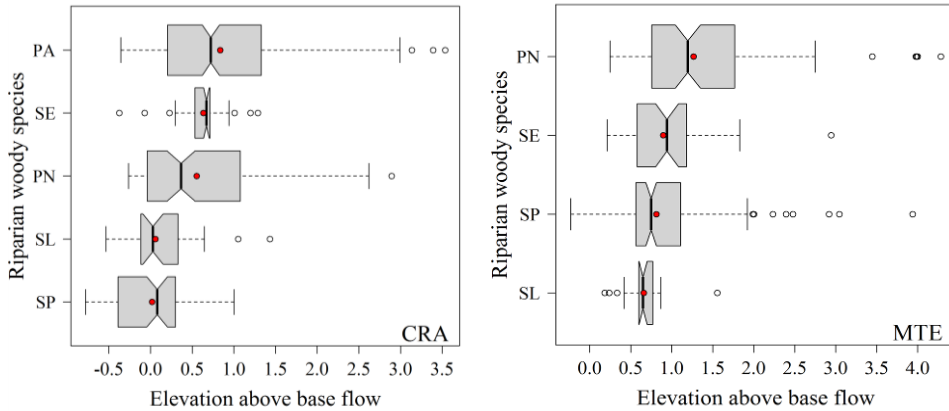 PA
SE
PN
SL
SP
Riparian woody species
CRA
-0.5 0.0 0.5 1.0 1.5 2.0 2.5 3.0 3.5
Elevation above base flow
PN
SE
SP
SL
Riparian woody species
MTE
0.0 0.5 1.0 1.5 2.0 2.5 3.0 3.5 4.0
Elevation above base flow